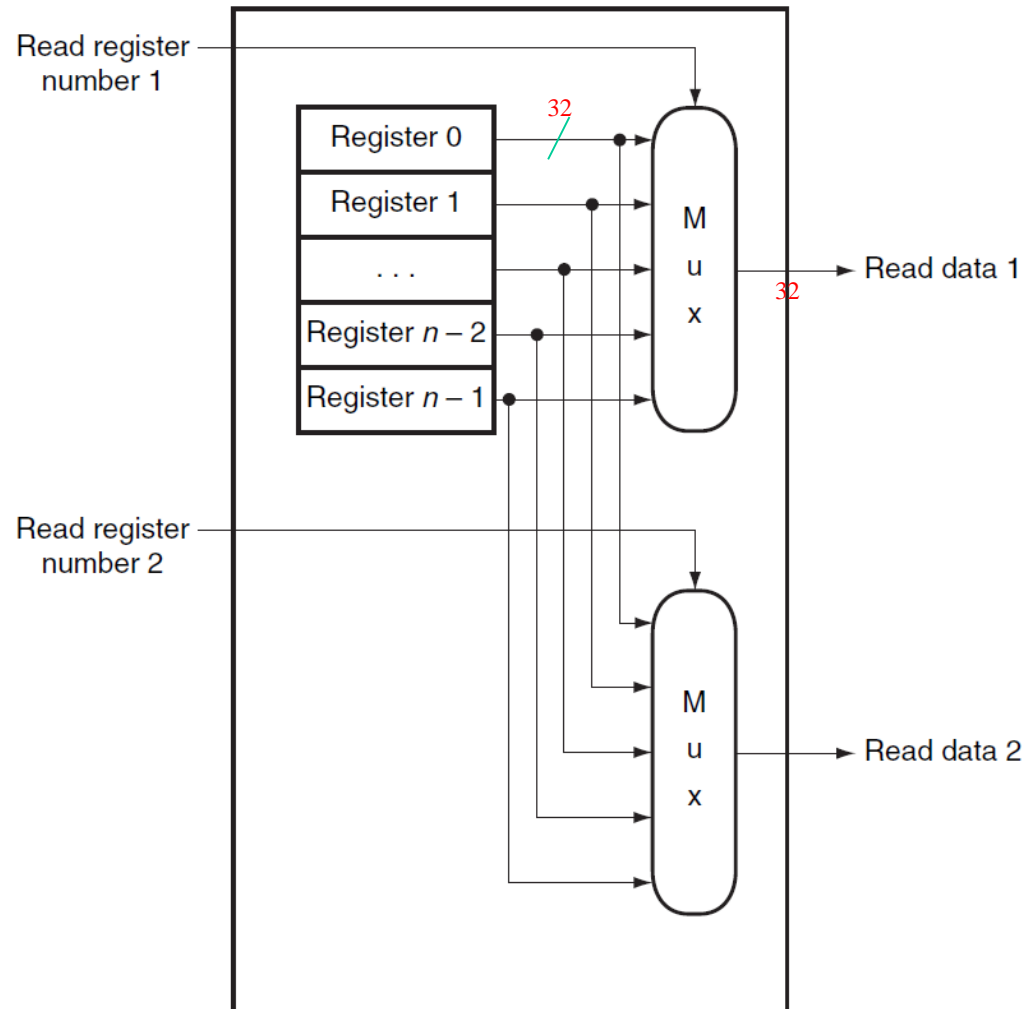 Read register
number 1
32
Register 0
Register 1
M
. . .
u
Read data 1
32
x
Register n – 2
Register n – 1
Read register
number 2
M
u
Read data 2
x